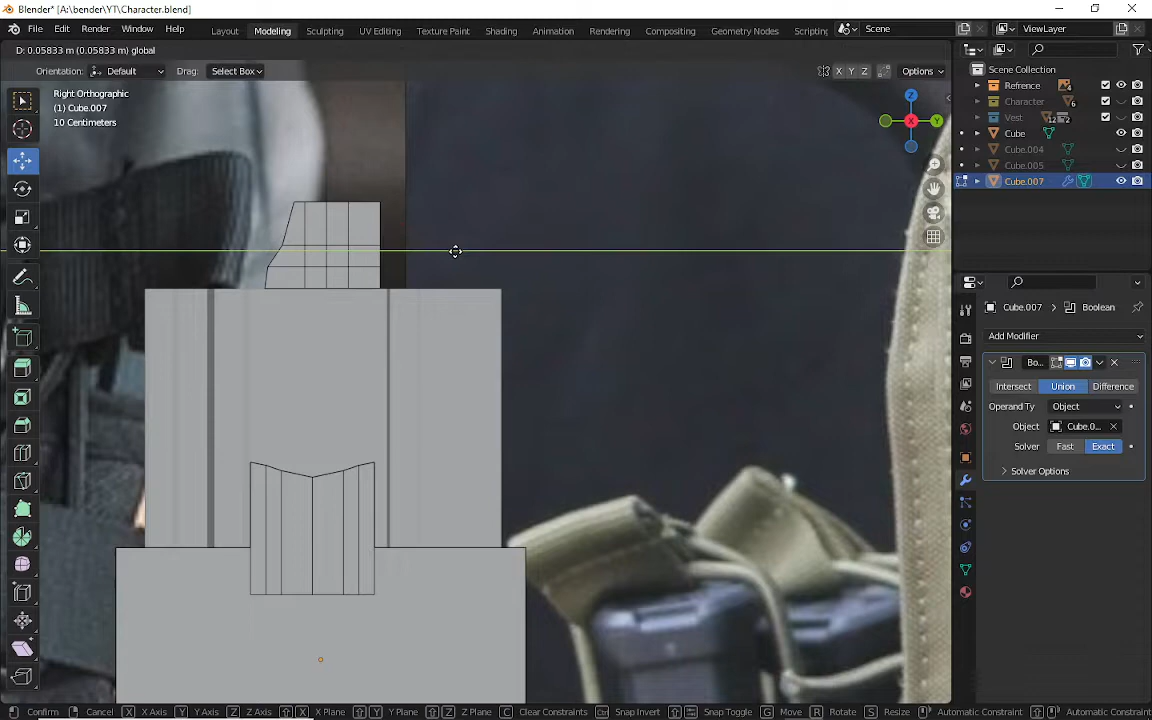 Blender* [A:\bender\YT\Character.blend]
File Edit Render Window Help Layout Modeling Sculpting UV Editing Texture Paint Shading Animation Rendering Compositing Geometry Nodes Scripting Scene ViewLayer
D: 0.05833 m (0.05833 m) global
Orientation: Default Drag: Select Box X Y Z Options
Right Orthographic
(1) Cube.007
10 Centimeters
Z
X
Y
Scene Collection
Refrence 4
Character 6
Vest 12 2
Cube
Cube.004
Cube.005
Cube.007
Cube.007 > Boolean
Add Modifier
Bo...
Intersect Union Difference
Operand Ty Object
Object Cube.0...
Solver Fast Exact
Solver Options
Confirm Cancel X X Axis Y Y Axis Z Z Axis X X Plane Y Y Plane Z Z Plane C Clear Constraints Ctrl Snap Invert Snap Toggle G Move R Rotate S Resize Automatic Constraint Automatic Constraint